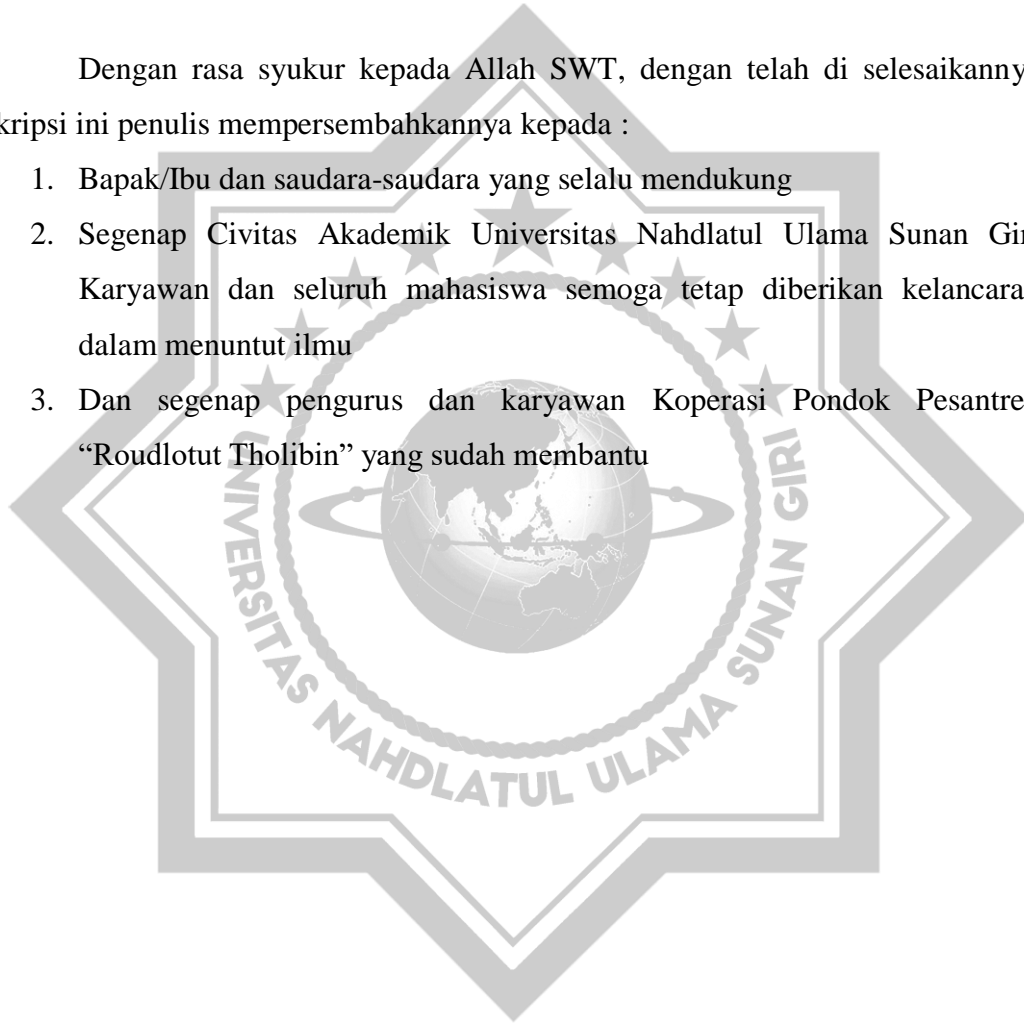 Dengan rasa syukur kepada Allah SWT, dengan telah di selesaikanny
kripsi ini penulis mempersembahkannya kepada :
1. Bapak/Ibu dan saudara-saudara yang selalu mendukung
2. Segenap Civitas Akademik Universitas Nahdlatul Ulama Sunan Gir
Karyawan dan seluruh mahasiswa semoga tetap diberikan kelancara
dalam menuntut ilmu
3. Dan segenap pengurus dan karyawan Koperasi Pondok Pesantre
“Roudlotut Tholibin” yang sudah membantu
UNIVERSITAS NAHDLATUL ULAMA SUNAN GIRI